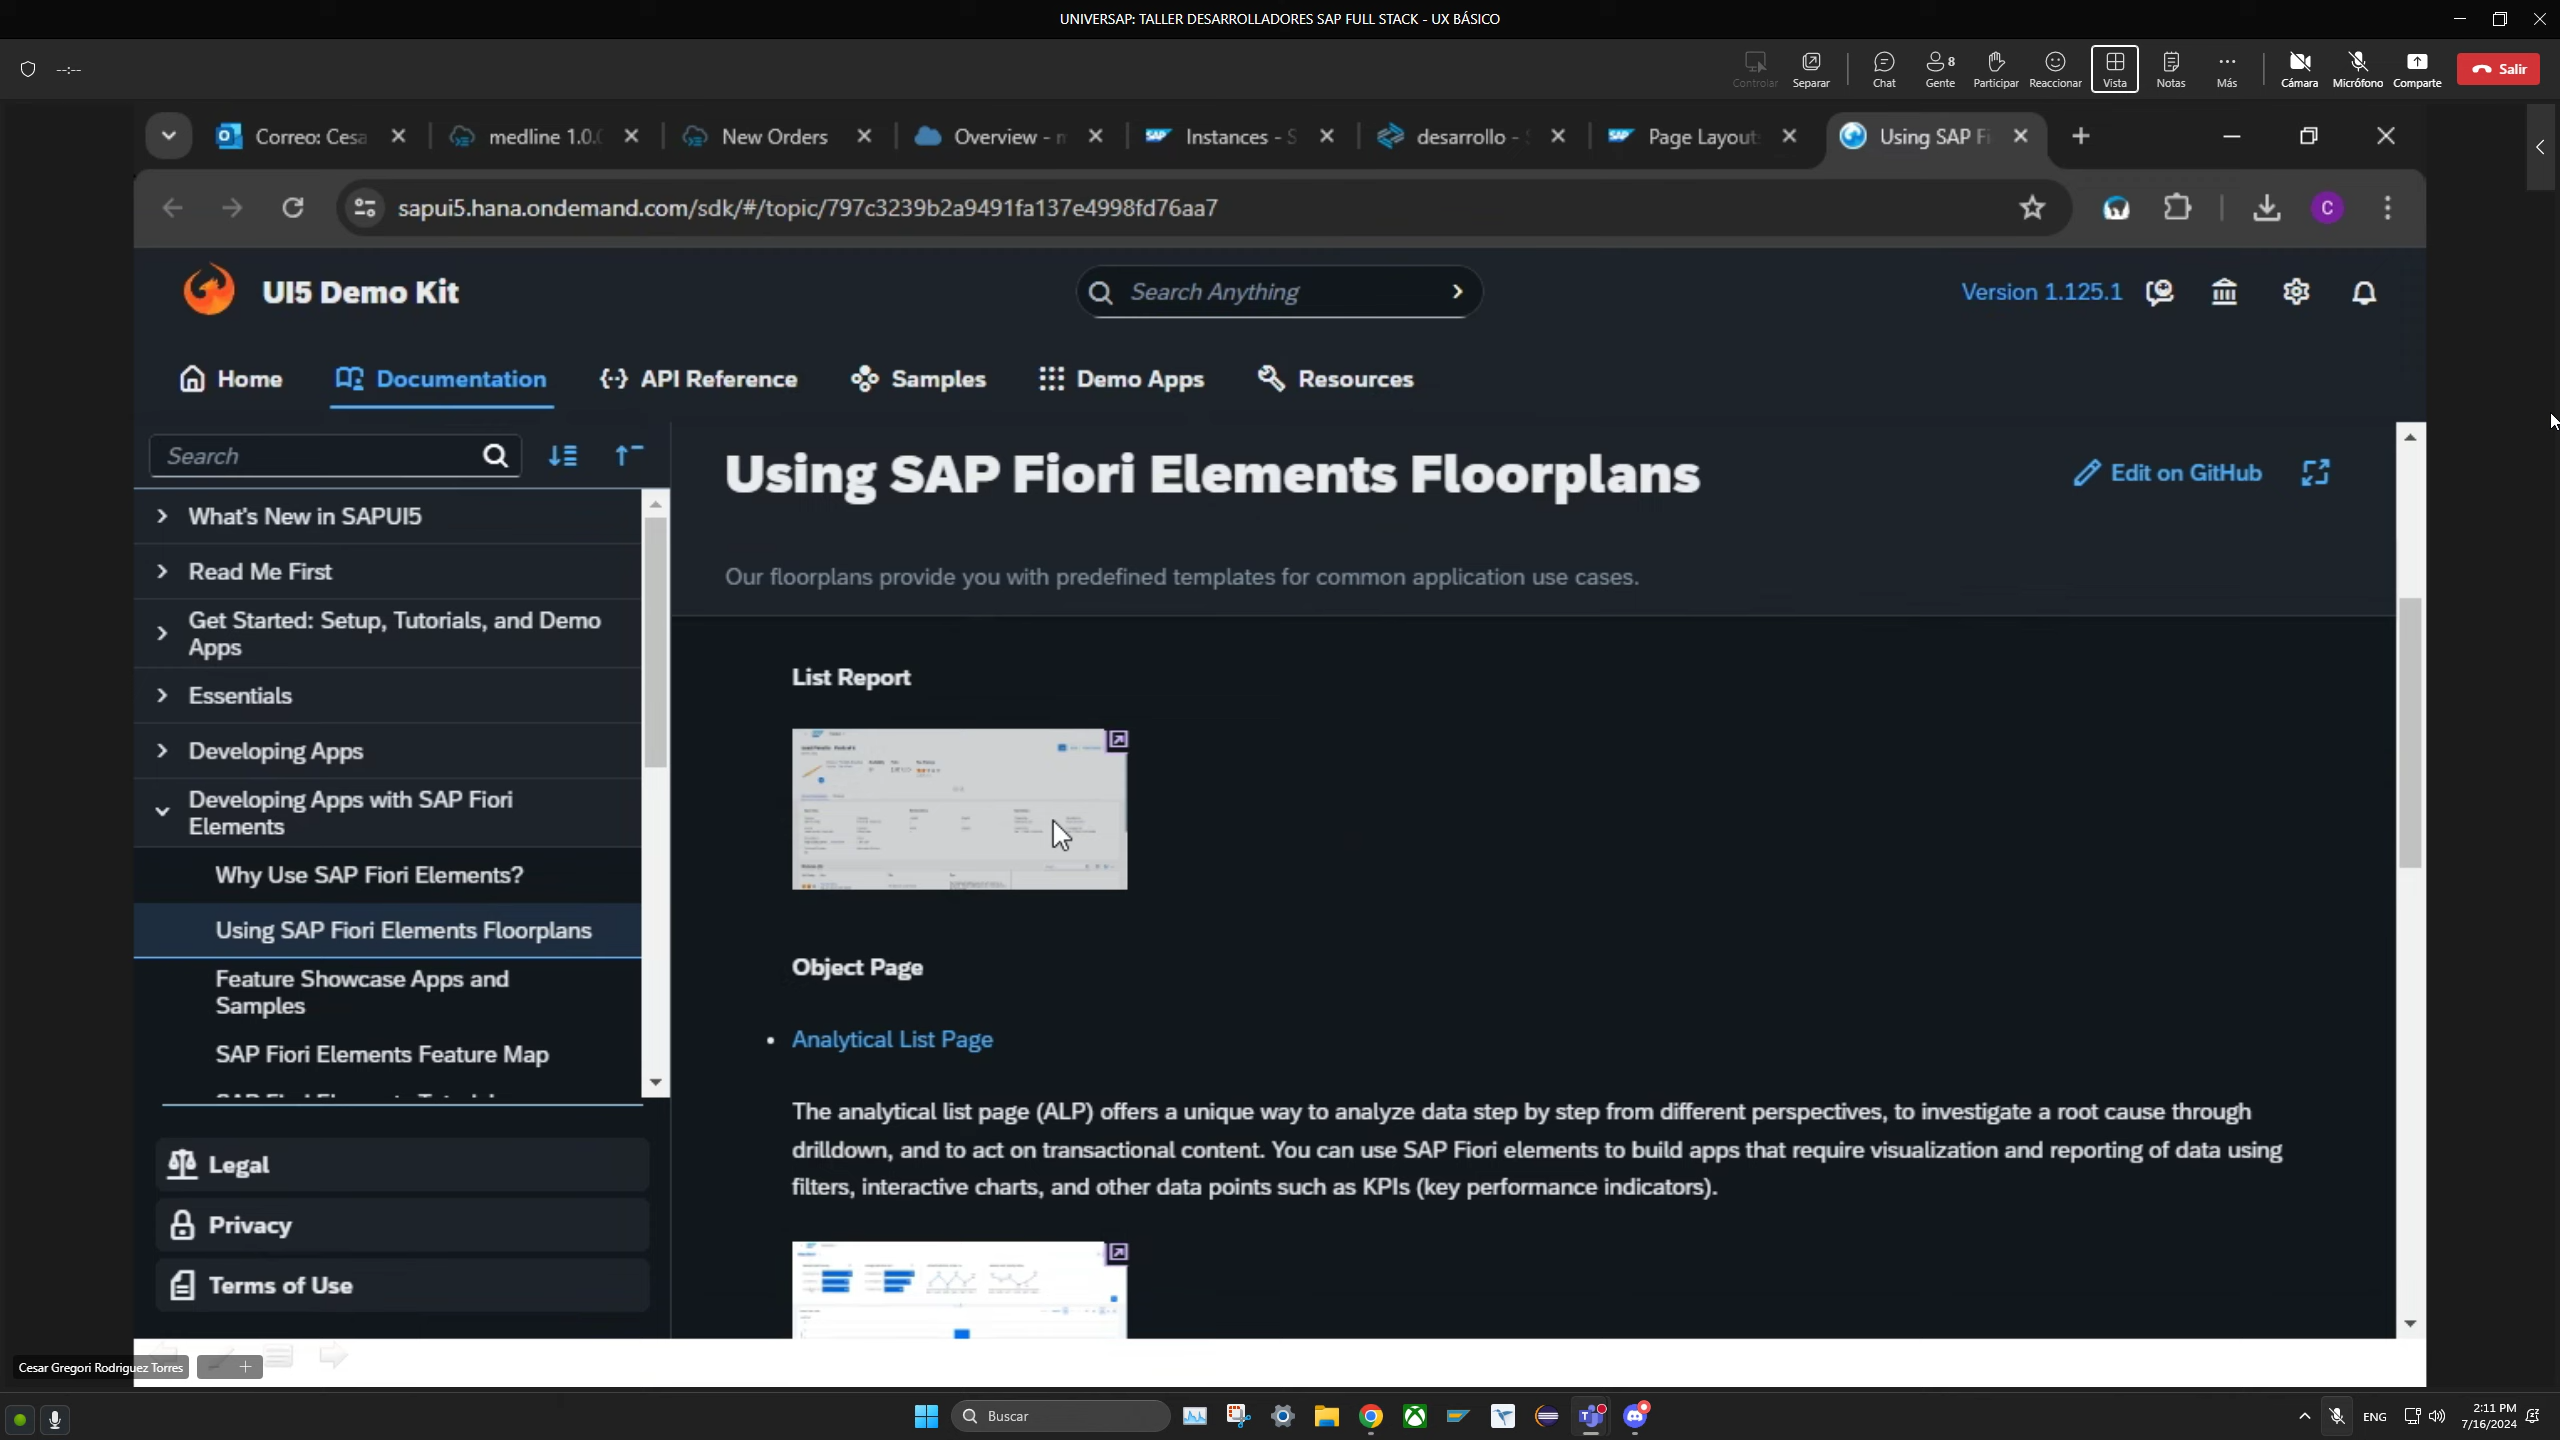 UNIVERSAP: TALLER DESARROLLADORES SAP FULL STACK - UX BÁSICO
--:--
Controlar
Separar
Chat
8
Gente
Participar
Reaccionar
Vista
Notas
Más
Cámara
Micrófono
Comparte
Salir
Correo: Cesa
medline 1.0.0
New Orders
Overview - m
Instances - S
desarrollo - S
Page Layout
Using SAP Fi
sapui5.hana.ondemand.com/sdk/#/topic/797c3239b2a9491fa137e4998fd76aa7
C
UI5 Demo Kit
Search Anything
Version 1.125.1
Home
Documentation
API Reference
Samples
Demo Apps
Resources
Search
What's New in SAPUI5
Read Me First
Get Started: Setup, Tutorials, and Demo
Apps
Essentials
Developing Apps
Developing Apps with SAP Fiori
Elements
Why Use SAP Fiori Elements?
Using SAP Fiori Elements Floorplans
Feature Showcase Apps and
Samples
SAP Fiori Elements Feature Map
Legal
Privacy
Terms of Use
Using SAP Fiori Elements Floorplans
Edit on GitHub
Our floorplans provide you with predefined templates for common application use cases.
List Report
Object Page
• Analytical List Page
The analytical list page (ALP) offers a unique way to analyze data step by step from different perspectives, to investigate a root cause through
drilldown, and to act on transactional content. You can use SAP Fiori elements to build apps that require visualization and reporting of data using
filters, interactive charts, and other data points such as KPIs (key performance indicators).
Cesar Gregori Rodriguez Torres
Buscar
ENG
2:11 PM
7/16/2024